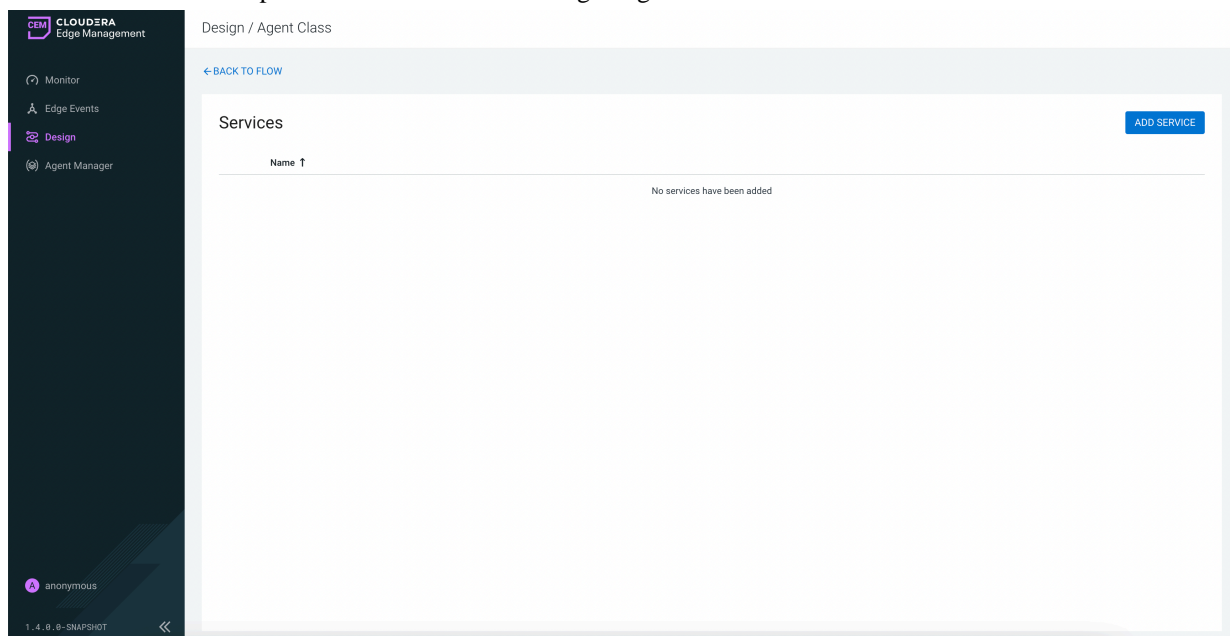 CEM CLOUDERA
Edge Management
Design / Agent Class
Monitor
Edge Events
Design
Agent Manager
← BACK TO FLOW
Services
ADD SERVICE
Name ↑
No services have been added
A anonymous
1.4.0.0-SNAPSHOT